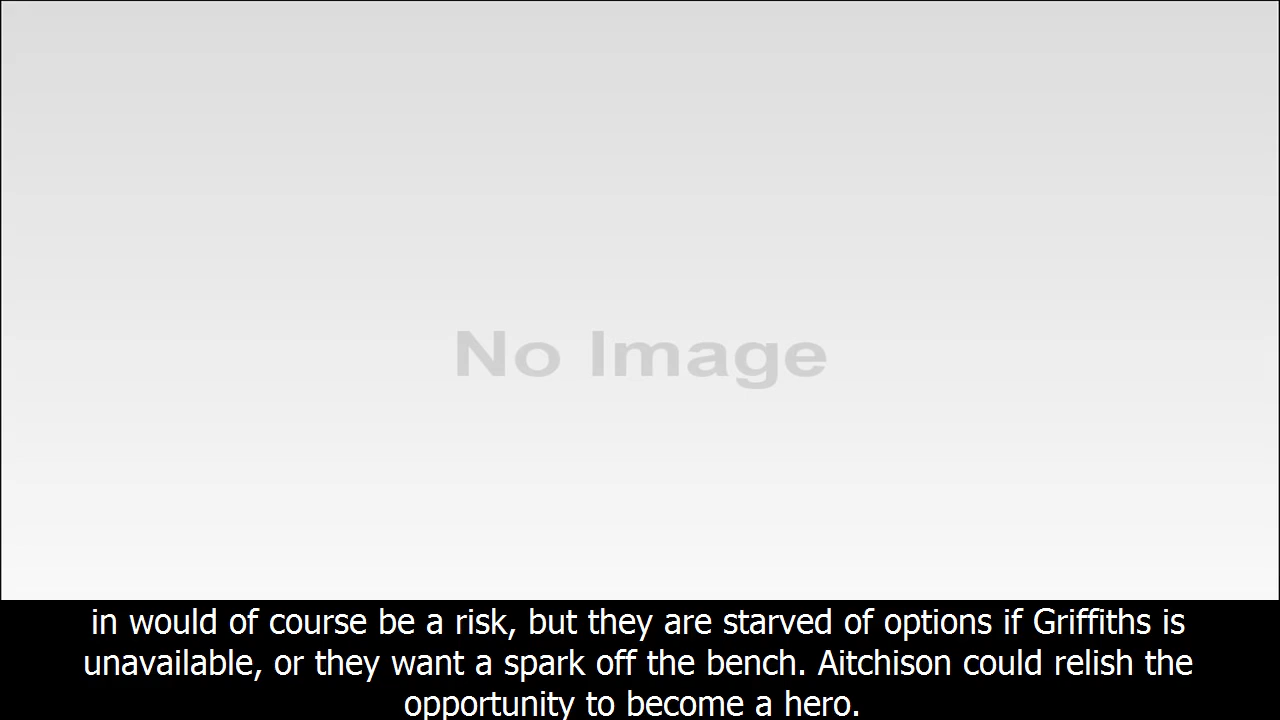 No Image
in would of course be a risk, but they are starved of options if Griffiths is
unavailable, or they want a spark off the bench. Aitchison could relish the
opportunity to become a hero.